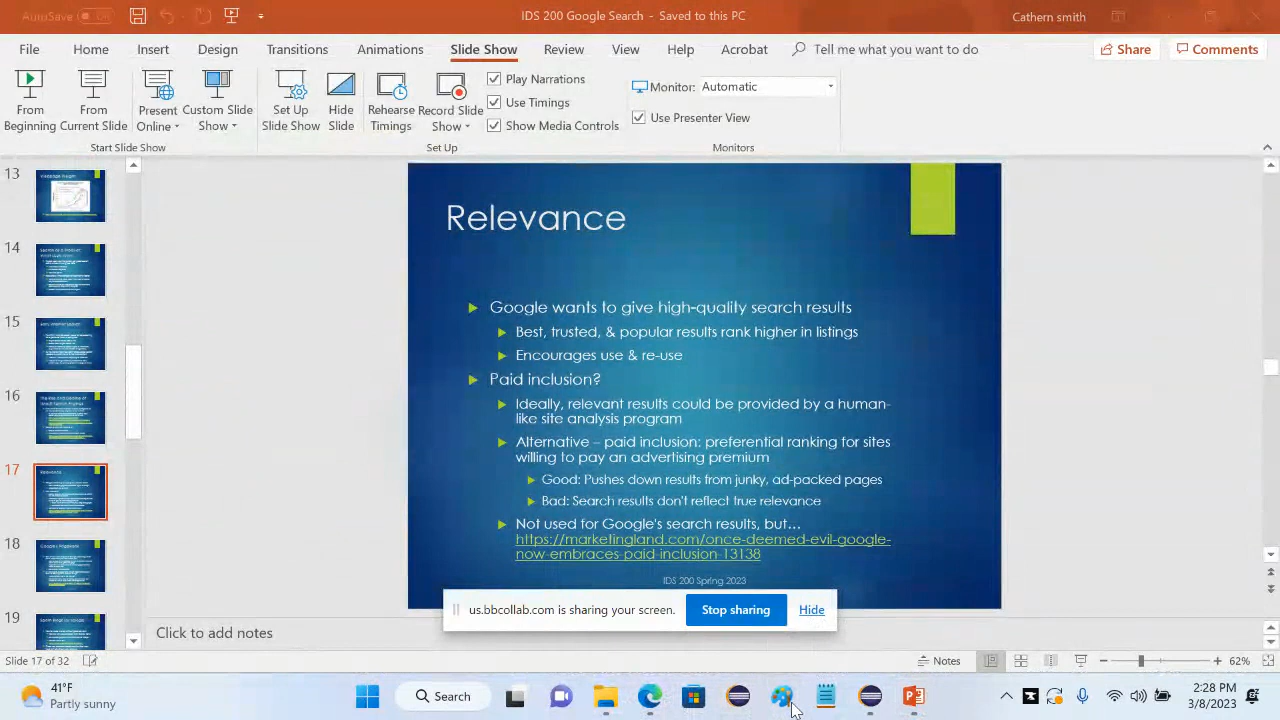 AutoSave Off
IDS 200 Google Search - Saved to this PC
Cathern smith
File Home Insert Design Transitions Animations Slide Show Review View Help Acrobat Tell me what you want to do
Share Comments
From Beginning
From Current Slide
Present Online
Custom Slide Show
Set Up Slide Show
Hide Slide
Rehearse Timings
Record Slide Show
Play Narrations
Use Timings
Show Media Controls
Monitor: Automatic
Use Presenter View
Start Slide Show
Set Up
Monitors
13
14
15
16
17
18
19
Relevance
Google wants to give high-quality search results
Best, trusted, & popular results rank higher in listings
Encourages use & re-use
Paid inclusion?
Ideally, relevant results could be provided by a human-
like site analysis program
Alternative – paid inclusion: preferential ranking for sites
willing to pay an advertising premium
Good: Pushes down results from junky, ad-packed pages
Bad: Search results don't reflect true relevance
Not used for Google's search results, but…
https://marketingland.com/once-deemed-evil-google-
now-embraces-paid-inclusion-13138
IDS 200 Spring 2023
us.bbcollab.com is sharing your screen.
Stop sharing
Hide
Click to add notes
Slide 17 of 32
Notes
62%
41°F
Partly sunny
Search
2:28 PM
3/8/2023